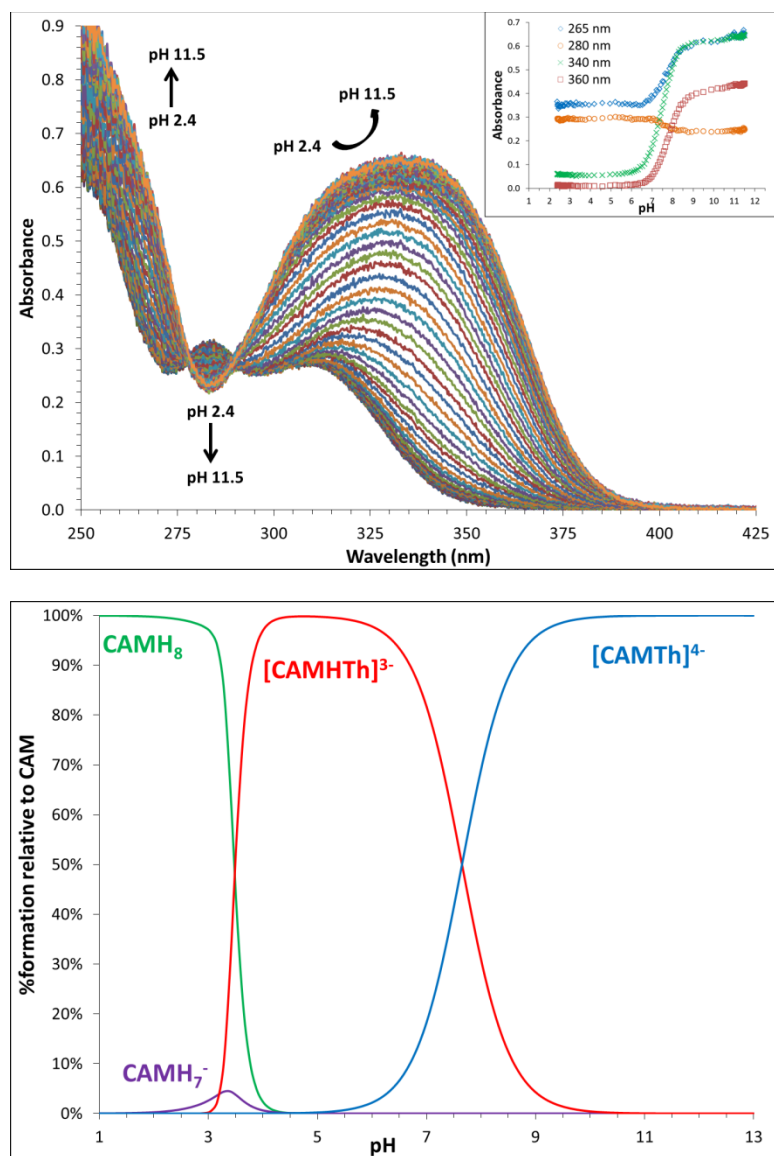 0.9
0.8
0.7
0.6
0.5
0.4
0.3
0.2
0.1
0.0
Absorbance
250
275
300
325
350
375
400
425
Wavelength (nm)
pH 11.5
pH 2.4
pH 11.5
pH 2.4
pH 2.4
pH 11.5
0.7
0.6
0.5
0.4
0.3
0.2
0.1
0.0
Absorbance
265 nm
280 nm
340 nm
360 nm
1 2 3 4 5 6 7 8 9 10 11 12
pH
100%
90%
80%
70%
60%
50%
40%
30%
20%
10%
0%
%formation relative to CAM
CAMH₈
[CAMHTh]³⁻
[CAMTh]⁴⁻
CAMH₇⁻
1 3 5 7 9 11 13
pH